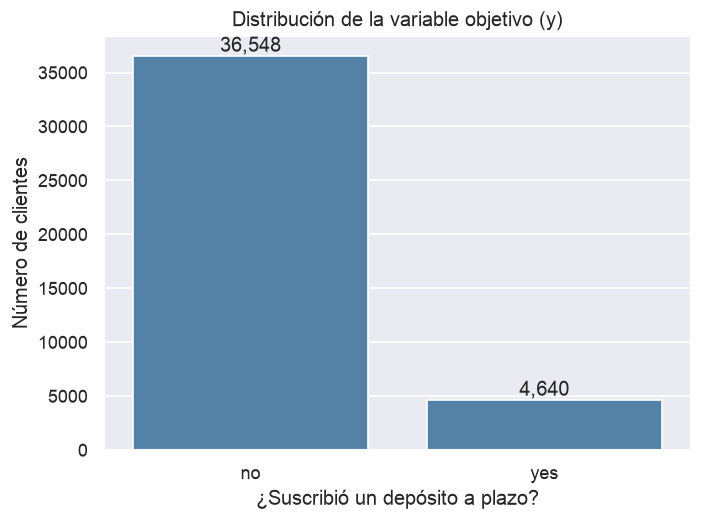 Distribución de la variable objetivo (y)
36,548
4,640
Número de clientes
35000
30000
25000
20000
15000
10000
5000
0
no
yes
¿Suscribió un depósito a plazo?